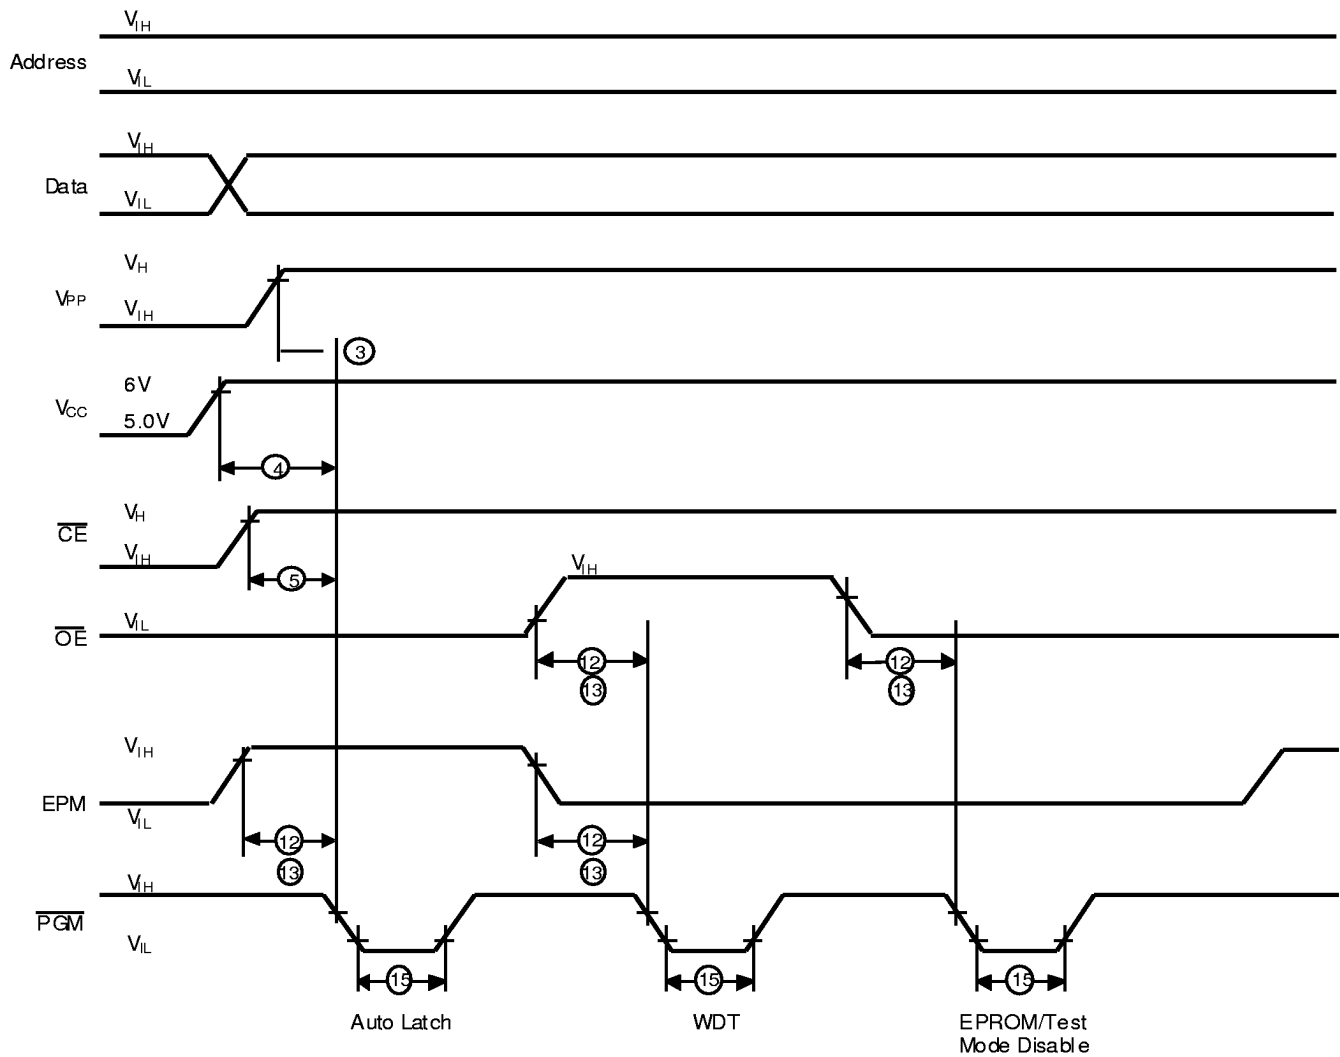 VIH
Address
VIL
VIH
Data
VIL
VH
VPP
VIH
3
6V
VCC
5.0V
4
VH
CE
VIH
5
VIH
VIL
OE
12
12
13
13
VIH
EPM
VIL
12
12
13
13
VIH
PGM
VIL
15
15
15
Auto Latch
WDT
EPROM/Test
Mode Disable